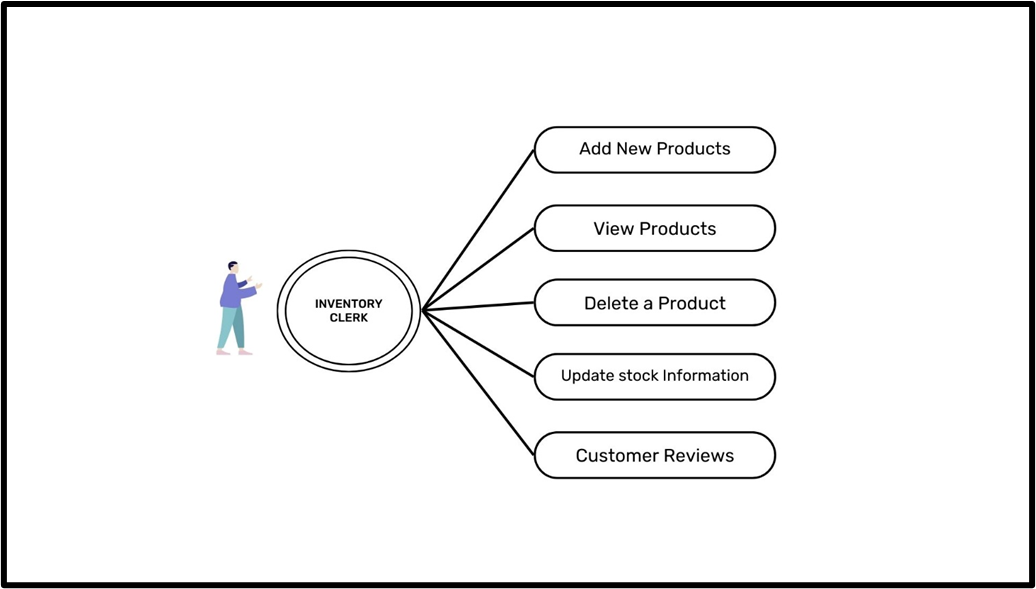 Add New Products
View Products
INVENTORY
CLERK
Delete a Product
Update stock Information
Customer Reviews